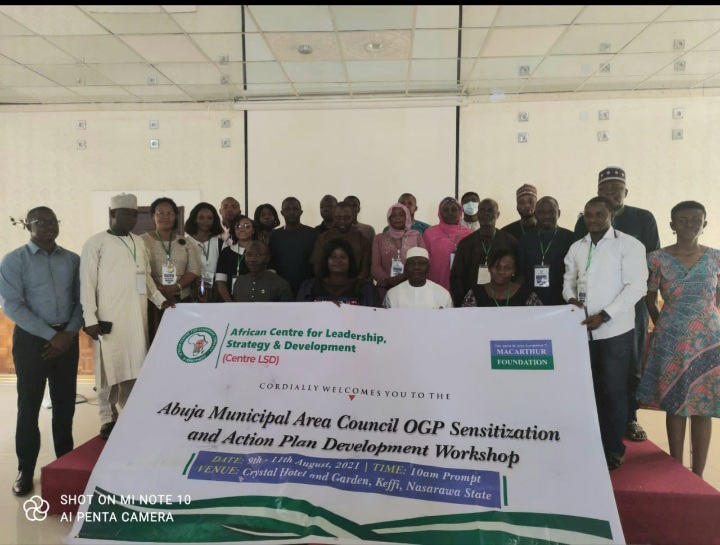 African Centre for Leadership,
Strategy & Development
(Centre LSD)
MACARTHUR
FOUNDATION
CORDIALLY WELCOMES YOU TO THE
Abuja Municipal Area Council OGP Sensitization
and Action Plan Development Workshop
DATE: 9th - 11th August, 2021 | TIME: 10am Prompt
VENUE: Crystal Hotel and Garden, Keffi, Nasarawa State
SHOT ON MI NOTE 10
AI PENTA CAMERA